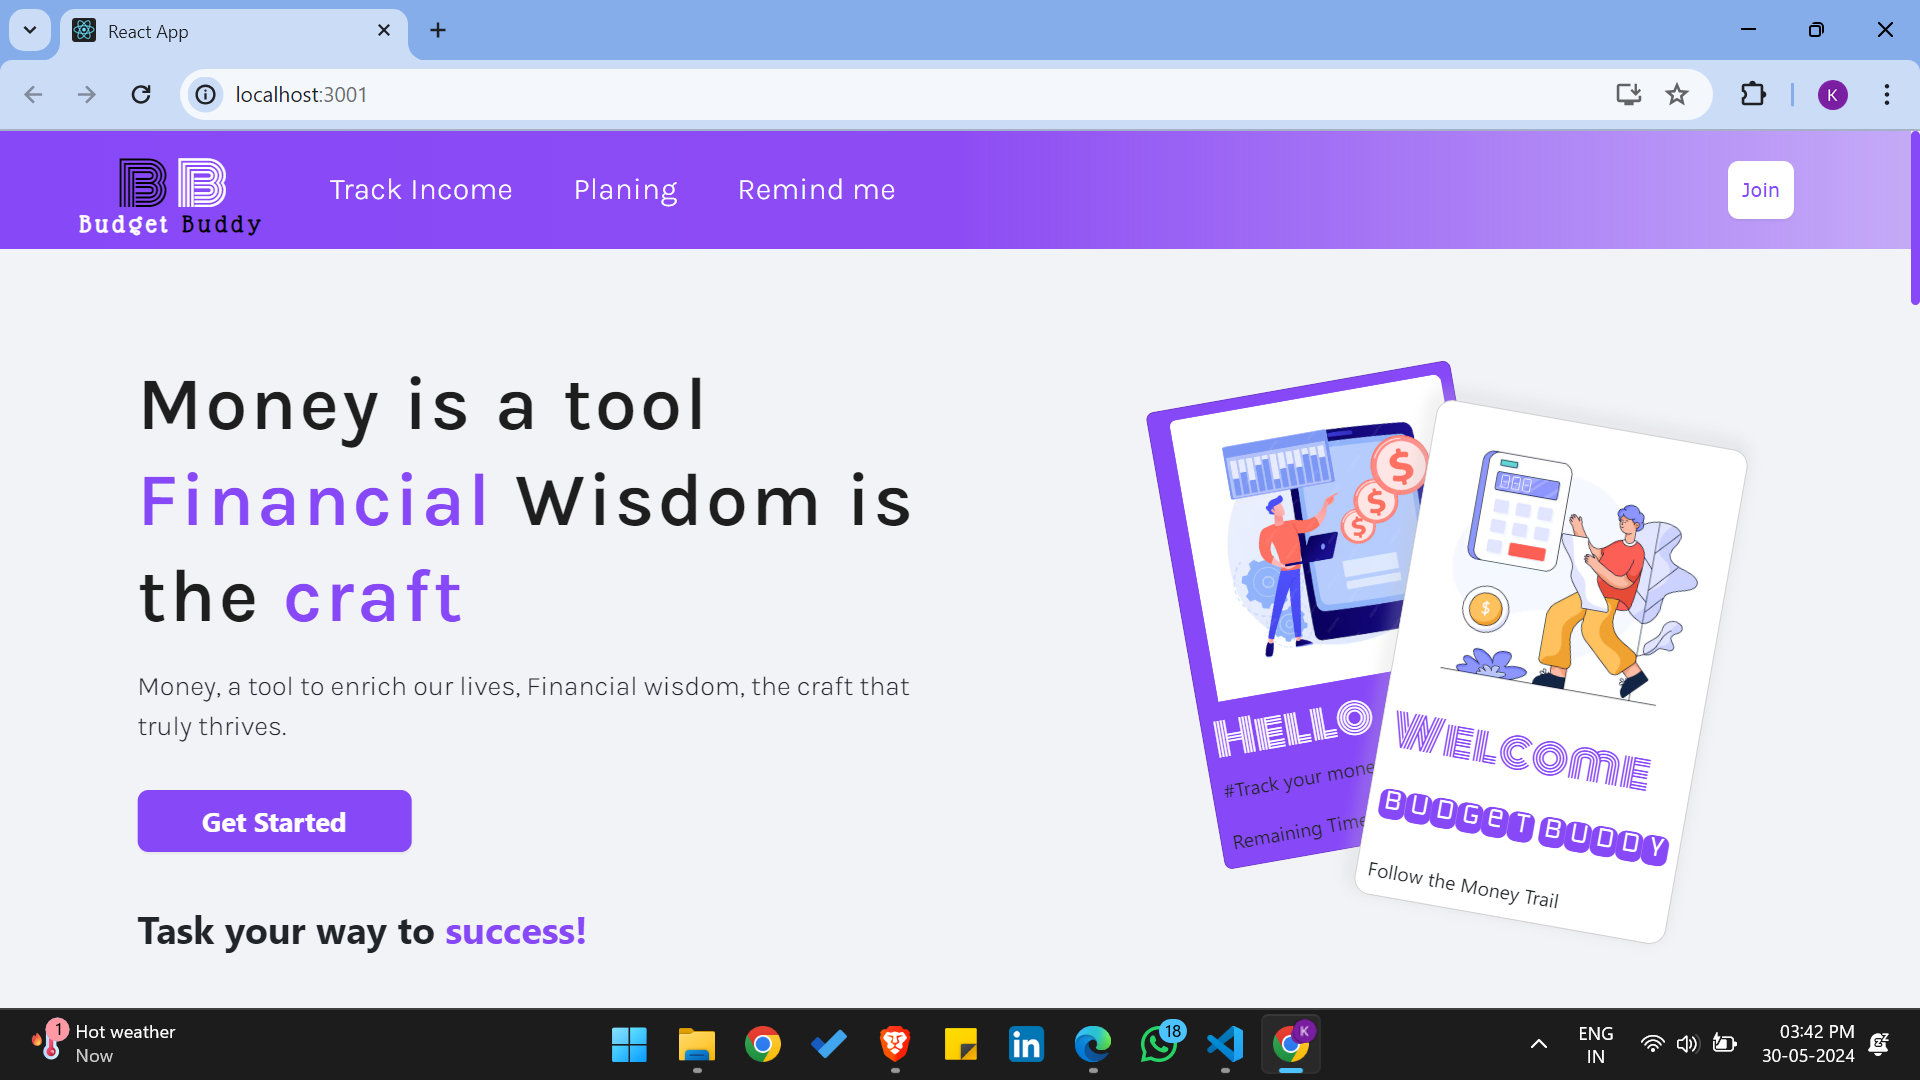 React App
localhost:3001
K
B B
Budget Buddy
Track Income
Planing
Remind me
Join
Money is a tool
Financial Wisdom is
the craft
Money, a tool to enrich our lives, Financial wisdom, the craft that
truly thrives.
Get Started
Task your way to success!
HELLO
#Track your mone
Remaining Time
WELCOME
BUDGET BUDDY
Follow the Money Trail
1
Hot weather
Now
18
K
ENG
IN
03:42 PM
30-05-2024